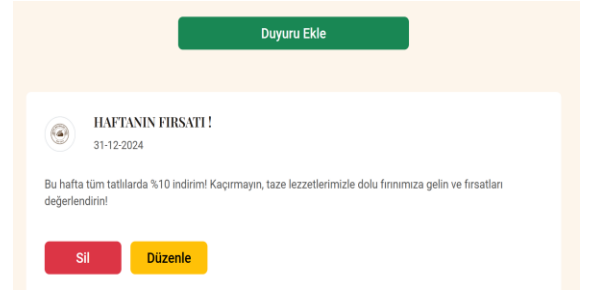 Duyuru Ekle
HAFTANIN FIRSATI !
31-12-2024
Bu hafta tüm tatlılarda %10 indirim! Kaçırmayın, taze lezzetlerimizle dolu fırınımıza gelin ve fırsatları
değerlendirin!
Sil
Düzenle